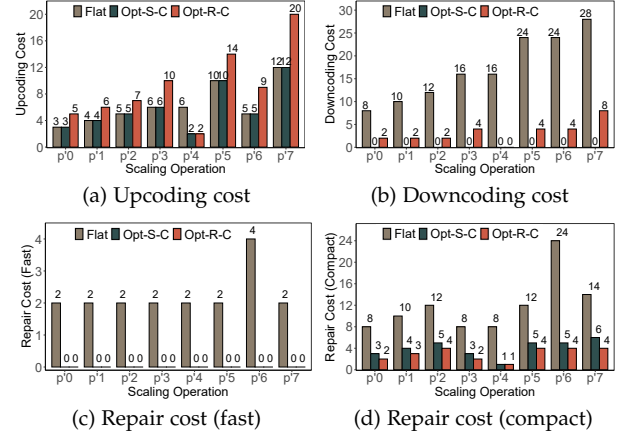 Flat Opt-S-C Opt-R-C
Upcoding Cost
20
16
12
8
4
0
3 3 5 4 4 6 5 5 7 6 6 10 6 2 2 10 10 14 5 5 9 12 12 20
p'0 p'1 p'2 p'3 p'4 p'5 p'6 p'7
Scaling Operation
(a) Upcoding cost
Flat Opt-S-C Opt-R-C
Downcoding Cost
30
25
20
15
10
5
0
8 0 2 10 0 2 12 0 2 16 0 4 16 0 0 24 0 4 24 0 4 28 0 8
p'0 p'1 p'2 p'3 p'4 p'5 p'6 p'7
Scaling Operation
(b) Downcoding cost
Flat Opt-S-C Opt-R-C
Repair Cost (Fast)
4
3
2
1
0
2 0 0 2 0 0 2 0 0 2 0 0 2 0 0 2 0 0 4 0 0 2 0 0
p'0 p'1 p'2 p'3 p'4 p'5 p'6 p'7
Scaling Operation
(c) Repair cost (fast)
Flat Opt-S-C Opt-R-C
Repair Cost (Compact)
24
20
16
12
8
4
0
8 3 2 10 4 3 12 5 4 8 3 2 8 1 1 12 5 4 24 5 4 14 6 4
p'0 p'1 p'2 p'3 p'4 p'5 p'6 p'7
Scaling Operation
(d) Repair cost (compact)